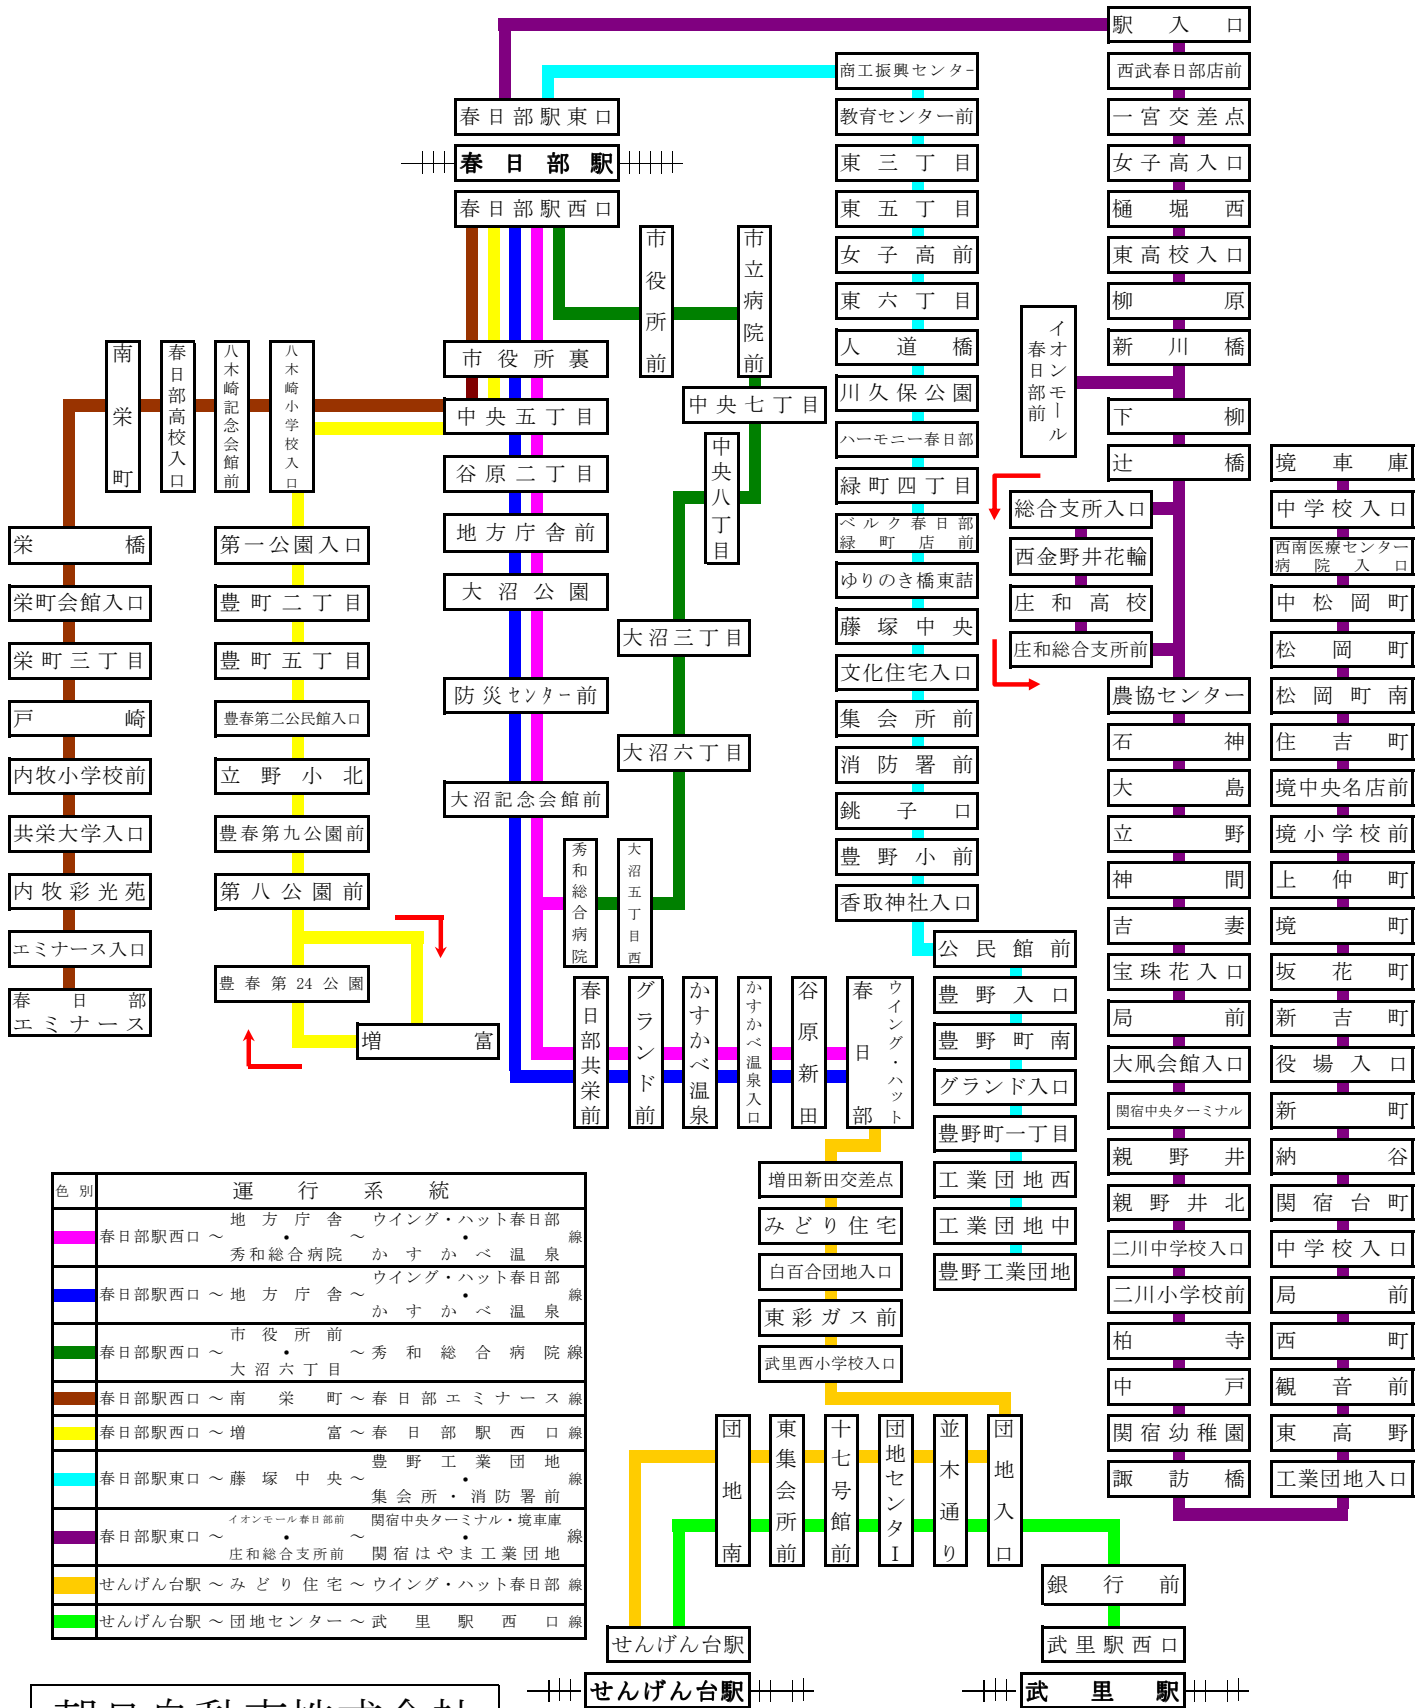 駅入口
西武春日部店前
一宮交差点
女子高入口
樋堀西
東高校入口
柳原
新川橋
イオンモール
春日部前
下柳
辻橋
総合支所入口
西金野井花輪
庄和高校
庄和総合支所前
農協センター
石神
大島
立野
神間
吉妻
宝珠花入口
局前
大凧会館入口
関宿中央ターミナル
親野井
親野井北
二川中学校入口
二川小学校前
柏寺
中戸
関宿幼稚園
諏訪橋
境車庫
中学校入口
西南医療センター
病院入口
中松岡町
松岡町
松岡町南
住吉町
境中央名店前
境小学校前
上仲町
境町
坂花町
新吉町
役場入口
新町
納谷
関宿台町
中学校入口
局前
西町
観音前
東高野
工業団地入口
商工振興センター
教育センター前
東三丁目
東五丁目
女子高前
東六丁目
人道橋
川久保公園
ハーモニー春日部
緑町四丁目
ベルク春日部
緑町店前
ゆりのき橋東詰
藤塚中央
文化住宅入口
集会所前
消防署前
銚子口
豊野小前
香取神社入口
公民館前
豊野入口
豊野町南
グランド入口
豊野町一丁目
工業団地西
工業団地中
豊野工業団地
春日部駅東口
春日部駅
春日部駅西口
市役所前
市立病院前
中央七丁目
中央八丁目
大沼三丁目
大沼六丁目
大沼五丁目西
秀和総合病院
市役所裏
中央五丁目
谷原二丁目
地方庁舎前
大沼公園
防災センター前
大沼記念会館前
春日部共栄前
グランド前
かすかべ温泉
かすかべ温泉入口
谷原新田
ウイング・ハット
春日部
南栄町
春日部高校入口
八木崎記念会館前
八木崎小学校入口
栄橋
栄町会館入口
栄町三丁目
戸崎
内牧小学校前
共栄大学入口
内牧彩光苑
エミナース入口
春日部
エミナース
第一公園入口
豊町二丁目
豊町五丁目
豊春第二公民館入口
立野小北
豊春第九公園前
第八公園前
豊春第24公園
増富
増田新田交差点
みどり住宅
白百合団地入口
東彩ガス前
武里西小学校入口
団地南
東集会所前
十七号館前
団地センター
並木通り
団地入口
銀行前
武里駅西口
武里駅
せんげん台駅
せんげん台駅
色別 運行系統
春日部駅西口～地方庁舎・秀和総合病院～ウイング・ハット春日部・かすかべ温泉線
春日部駅西口～地方庁舎～ウイング・ハット春日部・かすかべ温泉線
春日部駅西口～市役所前・大沼六丁目～秀和総合病院線
春日部駅西口～南栄町～春日部エミナース線
春日部駅西口～増富～春日部駅西口線
春日部駅東口～藤塚中央～豊野工業団地・集会所・消防署前線
春日部駅東口～イオンモール春日部前・庄和総合支所前～関宿中央ターミナル・境車庫・関宿はやま工業団地線
せんげん台駅～みどり住宅～ウイング・ハット春日部線
せんげん台駅～団地センター～武里駅西口線
朝日自動車株式会社